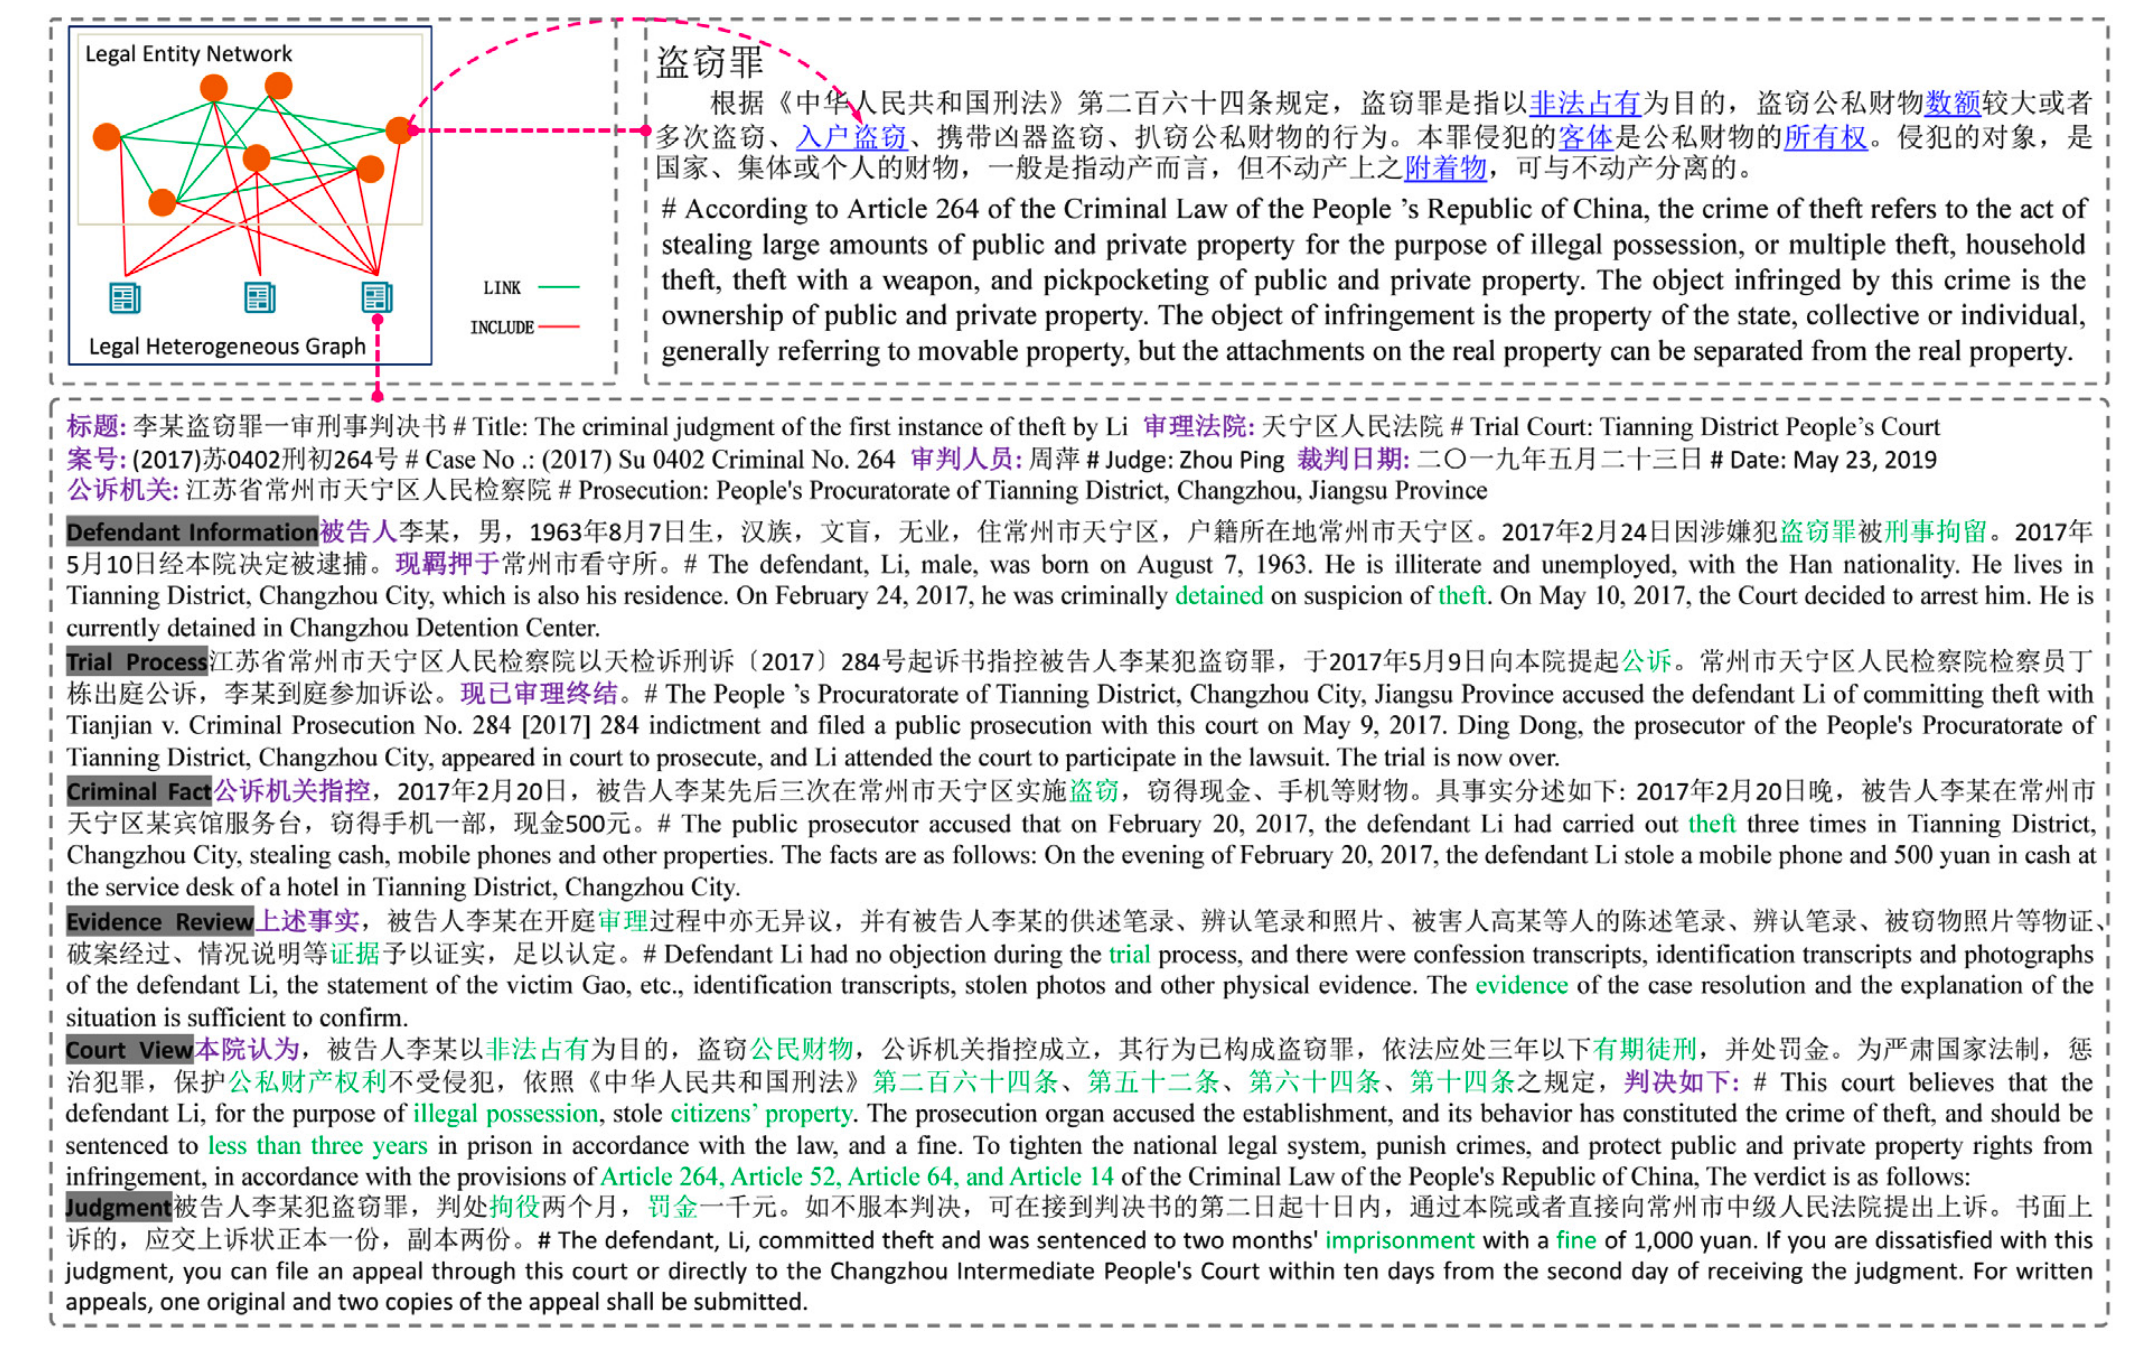 Legal Entity Network
LINK
INCLUDE
Legal Heterogeneous Graph
盗窃罪
根据《中华人民共和国刑法》第二百六十四条规定，盗窃罪是指以非法占有为目的，盗窃公私财物数额较大或者
多次盗窃、入户盗窃、携带凶器盗窃、扒窃公私财物的行为。本罪侵犯的客体是公私财物的所有权。侵犯的对象，是
国家、集体或个人的财物，一般是指动产而言，但不动产上之附着物，可与不动产分离的。
# According to Article 264 of the Criminal Law of the People ’s Republic of China, the crime of theft refers to the act of
stealing large amounts of public and private property for the purpose of illegal possession, or multiple theft, household
theft, theft with a weapon, and pickpocketing of public and private property. The object infringed by this crime is the
ownership of public and private property. The object of infringement is the property of the state, collective or individual,
generally referring to movable property, but the attachments on the real property can be separated from the real property.
标题: 李某盗窃罪一审刑事判决书 # Title: The criminal judgment of the first instance of theft by Li 审理法院: 天宁区人民法院 # Trial Court: Tianning District People’s Court
案号: (2017)苏0402刑初264号 # Case No .: (2017) Su 0402 Criminal No. 264 审判人员: 周萍 # Judge: Zhou Ping 裁判日期: 二〇一九年五月二十三日 # Date: May 23, 2019
公诉机关: 江苏省常州市天宁区人民检察院 # Prosecution: People's Procuratorate of Tianning District, Changzhou, Jiangsu Province
Defendant Information被告人李某，男，1963年8月7日生，汉族，文盲，无业，住常州市天宁区，户籍所在地常州市天宁区。2017年2月24日因涉嫌犯盗窃罪被刑事拘留。2017年
5月10日经本院决定被逮捕。现羁押于常州市看守所。# The defendant, Li, male, was born on August 7, 1963. He is illiterate and unemployed, with the Han nationality. He lives in
Tianning District, Changzhou City, which is also his residence. On February 24, 2017, he was criminally detained on suspicion of theft. On May 10, 2017, the Court decided to arrest him. He is
currently detained in Changzhou Detention Center.
Trial Process江苏省常州市天宁区人民检察院以天检诉刑诉〔2017〕284号起诉书指控被告人李某犯盗窃罪，于2017年5月9日向本院提起公诉。常州市天宁区人民检察院检察员丁
栋出庭公诉，李某到庭参加诉讼。现已审理终结。# The People ’s Procuratorate of Tianning District, Changzhou City, Jiangsu Province accused the defendant Li of committing theft with
Tianjian v. Criminal Prosecution No. 284 [2017] 284 indictment and filed a public prosecution with this court on May 9, 2017. Ding Dong, the prosecutor of the People's Procuratorate of
Tianning District, Changzhou City, appeared in court to prosecute, and Li attended the court to participate in the lawsuit. The trial is now over.
Criminal Fact公诉机关指控，2017年2月20日，被告人李某先后三次在常州市天宁区实施盗窃，窃得现金、手机等财物。具事实分述如下: 2017年2月20日晚，被告人李某在常州市
天宁区某宾馆服务台，窃得手机一部，现金500元。# The public prosecutor accused that on February 20, 2017, the defendant Li had carried out theft three times in Tianning District,
Changzhou City, stealing cash, mobile phones and other properties. The facts are as follows: On the evening of February 20, 2017, the defendant Li stole a mobile phone and 500 yuan in cash at
the service desk of a hotel in Tianning District, Changzhou City.
Evidence Review上述事实，被告人李某在开庭审理过程中亦无异议，并有被告人李某的供述笔录、辨认笔录和照片、被害人高某等人的陈述笔录、辨认笔录、被窃物照片等物证、
破案经过、情况说明等证据予以证实，足以认定。# Defendant Li had no objection during the trial process, and there were confession transcripts, identification transcripts and photographs
of the defendant Li, the statement of the victim Gao, etc., identification transcripts, stolen photos and other physical evidence. The evidence of the case resolution and the explanation of the
situation is sufficient to confirm.
Court View本院认为，被告人李某以非法占有为目的，盗窃公民财物，公诉机关指控成立，其行为已构成盗窃罪，依法应处三年以下有期徒刑，并处罚金。为严肃国家法制，惩
治犯罪，保护公私财产权利不受侵犯，依照《中华人民共和国刑法》第二百六十四条、第五十二条、第六十四条、第十四条之规定，判决如下: # This court believes that the
defendant Li, for the purpose of illegal possession, stole citizens’ property. The prosecution organ accused the establishment, and its behavior has constituted the crime of theft, and should be
sentenced to less than three years in prison in accordance with the law, and a fine. To tighten the national legal system, punish crimes, and protect public and private property rights from
infringement, in accordance with the provisions of Article 264, Article 52, Article 64, and Article 14 of the Criminal Law of the People's Republic of China, The verdict is as follows:
Judgment被告人李某犯盗窃罪，判处拘役两个月，罚金一千元。如不服本判决，可在接到判决书的第二日起十日内，通过本院或者直接向常州市中级人民法院提出上诉。书面上
诉的，应交上诉状正本一份，副本两份。# The defendant, Li, committed theft and was sentenced to two months' imprisonment with a fine of 1,000 yuan. If you are dissatisfied with this
judgment, you can file an appeal through this court or directly to the Changzhou Intermediate People's Court within ten days from the second day of receiving the judgment. For written
appeals, one original and two copies of the appeal shall be submitted.